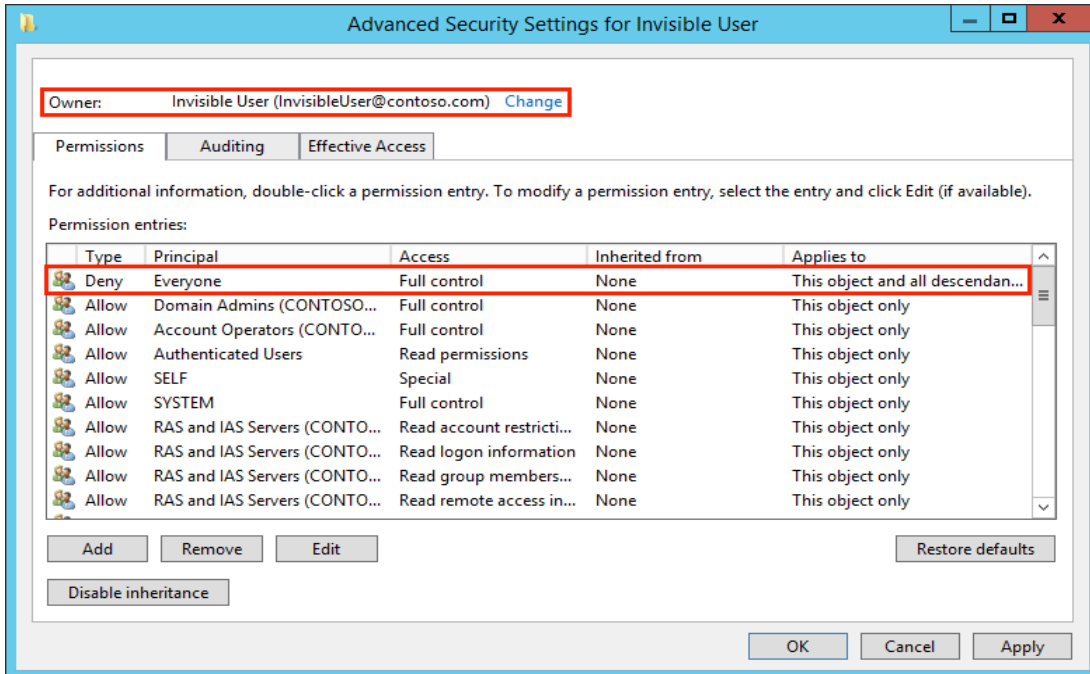 Advanced Security Settings for Invisible User
Owner: Invisible User (InvisibleUser@contoso.com) Change
Permissions Auditing Effective Access
For additional information, double-click a permission entry. To modify a permission entry, select the entry and click Edit (if available).
Permission entries:
Type Principal Access Inherited from Applies to
Deny Everyone Full control None This object and all descendan...
Allow Domain Admins (CONTOSO... Full control None This object only
Allow Account Operators (CONTO... Full control None This object only
Allow Authenticated Users Read permissions None This object only
Allow SELF Special None This object only
Allow SYSTEM Full control None This object only
Allow RAS and IAS Servers (CONTO... Read account restricti... None This object only
Allow RAS and IAS Servers (CONTO... Read logon information None This object only
Allow RAS and IAS Servers (CONTO... Read group members... None This object only
Allow RAS and IAS Servers (CONTO... Read remote access in... None This object only
Add Remove Edit Restore defaults
Disable inheritance
OK Cancel Apply